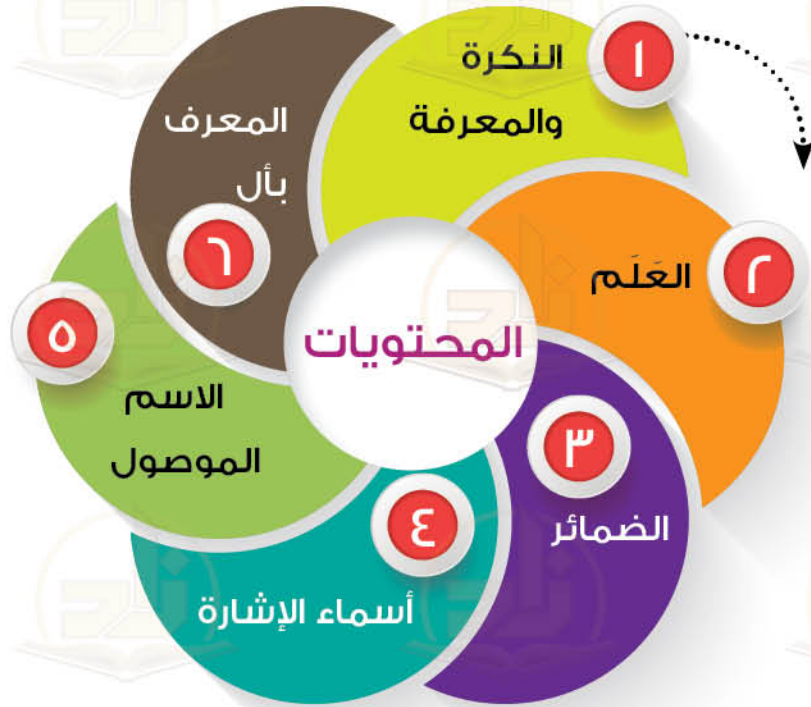 المحتويات
١
النكرة
والمعرفة
٢
العَلَم
٣
الضمائر
٤
أسماء الإشارة
٥
الاسم
الموصول
٦
المعرف
بأل